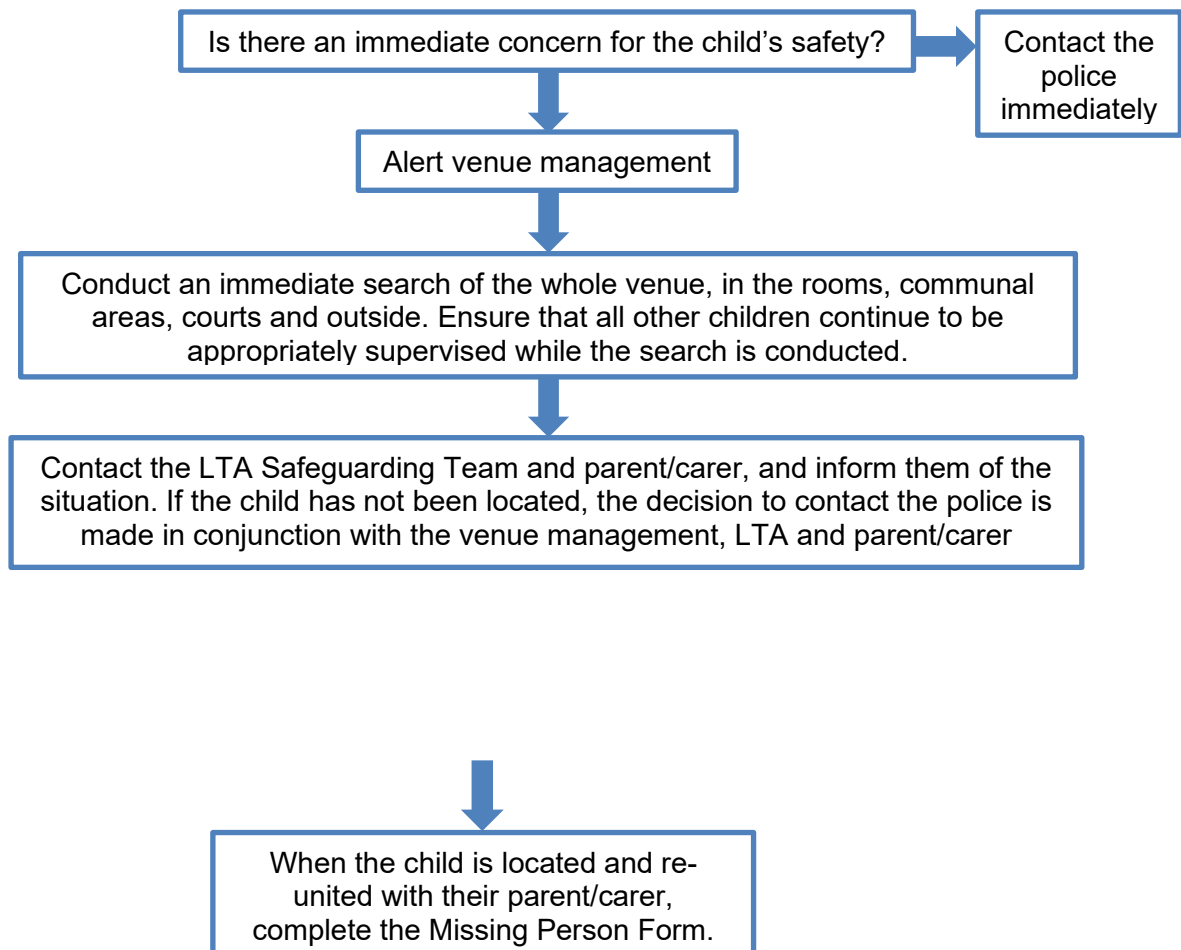 Is there an immediate concern for the child’s safety?
Contact the
police
immediately
Alert venue management
Conduct an immediate search of the whole venue, in the rooms, communal
areas, courts and outside. Ensure that all other children continue to be
appropriately supervised while the search is conducted.
Contact the LTA Safeguarding Team and parent/carer, and inform them of the
situation. If the child has not been located, the decision to contact the police is
made in conjunction with the venue management, LTA and parent/carer
When the child is located and re-
united with their parent/carer,
complete the Missing Person Form.